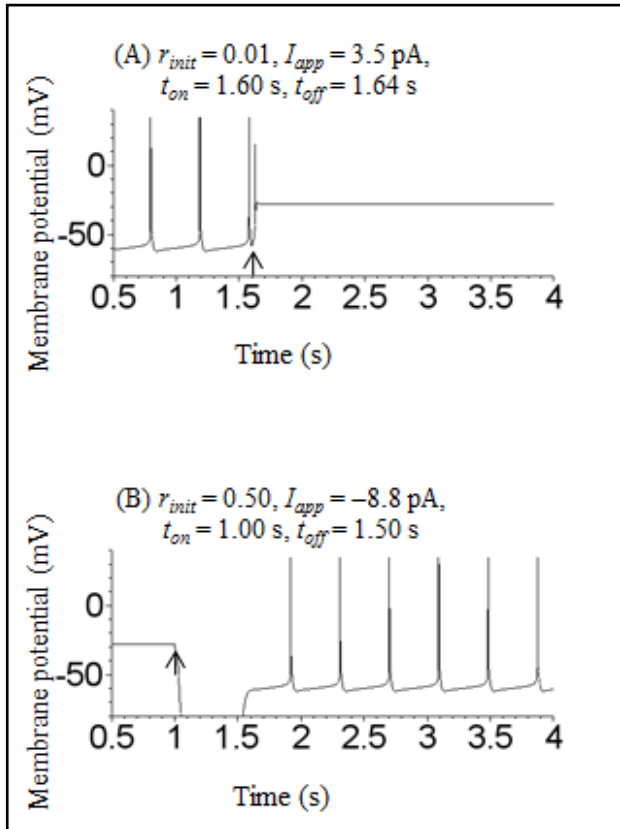 (A) r_init = 0.01, I_app = 3.5 pA,
t_on = 1.60 s, t_off = 1.64 s
Membrane potential (mV)
0
-50
0.5 1 1.5 2 2.5 3 3.5 4
Time (s)
(B) r_init = 0.50, I_app = –8.8 pA,
t_on = 1.00 s, t_off = 1.50 s
Membrane potential (mV)
0
-50
0.5 1 1.5 2 2.5 3 3.5 4
Time (s)